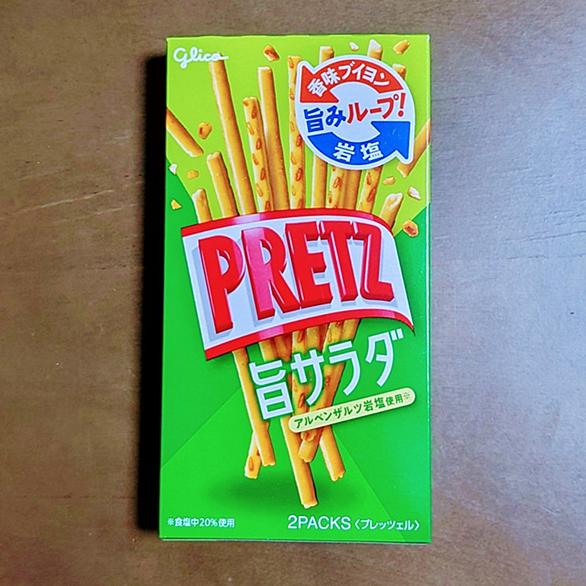 Glico
香味ブイヨン
旨みループ!
岩塩
PRETZ
旨サラダ
アルペンザルツ岩塩使用※
※食塩中20%使用
2PACKS〈プレッツェル〉